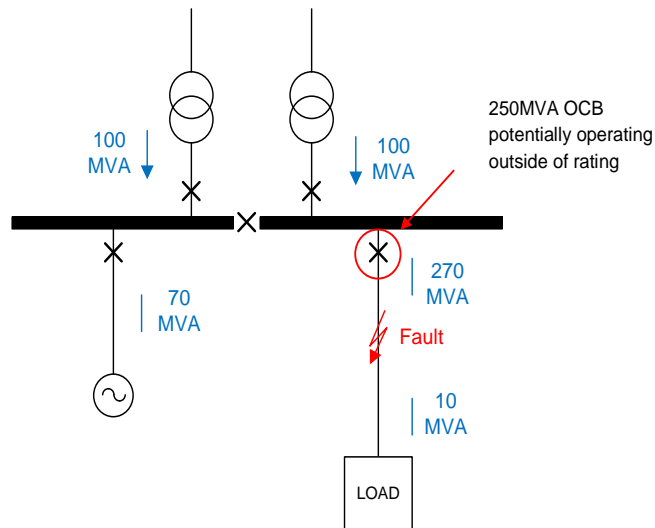 250MVA OCB
potentially operating
outside of rating
100
MVA
100
MVA
270
MVA
70
MVA
Fault
10
MVA
LOAD